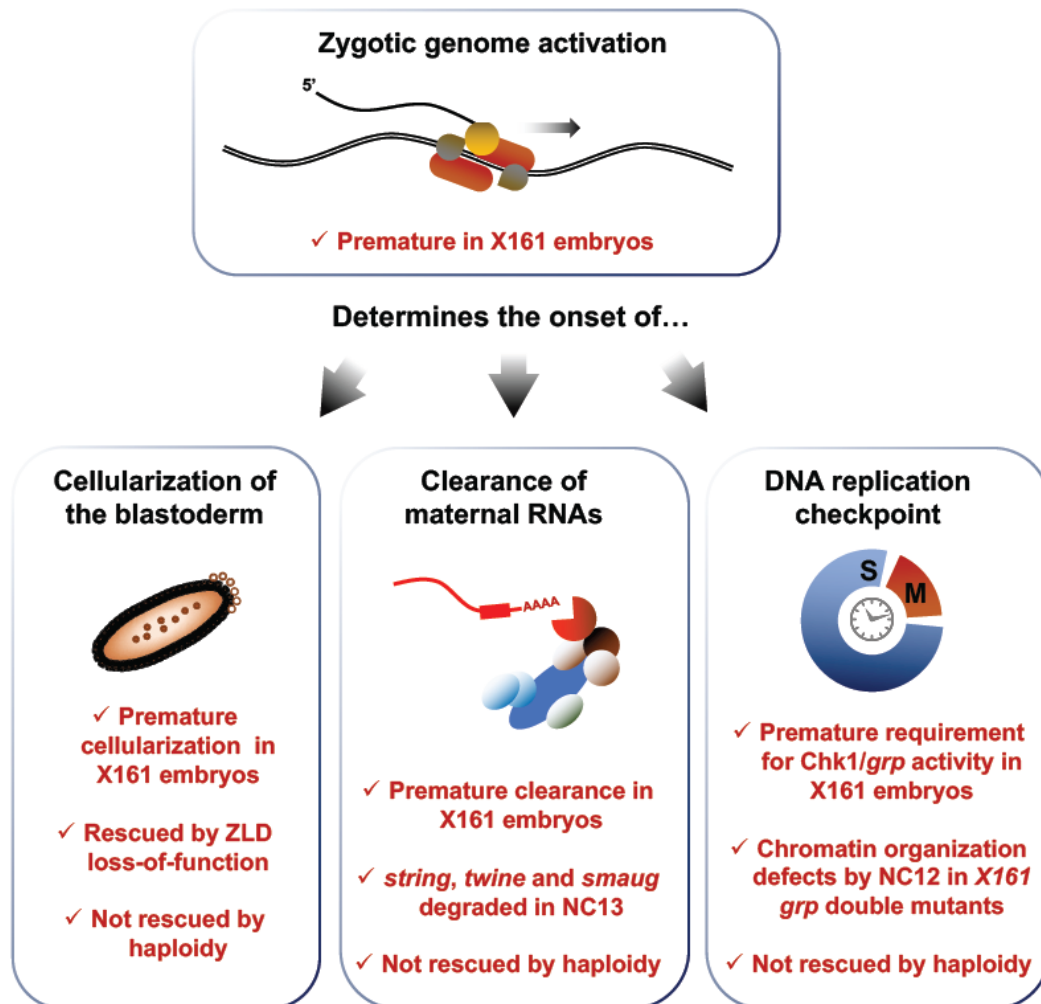 Zygotic genome activation
5'
✓ Premature in X161 embryos
Determines the onset of…
Cellularization of
the blastoderm
✓ Premature
cellularization in
X161 embryos
✓ Rescued by ZLD
loss-of-function
✓ Not rescued by
haploidy
Clearance of
maternal RNAs
AAAA
✓ Premature clearance in
X161 embryos
✓ string, twine and smaug
degraded in NC13
✓ Not rescued by haploidy
DNA replication
checkpoint
S
M
✓ Premature requirement
for Chk1/grp activity in
X161 embryos
✓ Chromatin organization
defects by NC12 in X161
grp double mutants
✓ Not rescued by haploidy